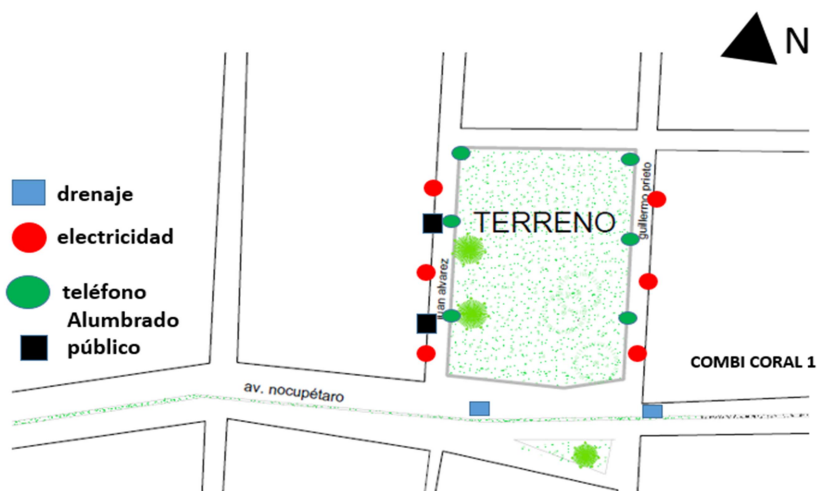 N
drenaje
electricidad
teléfono
Alumbrado
público
TERRENO
guillermo prieto
juan alvarez
av. nocupétaro
COMBI CORAL 1